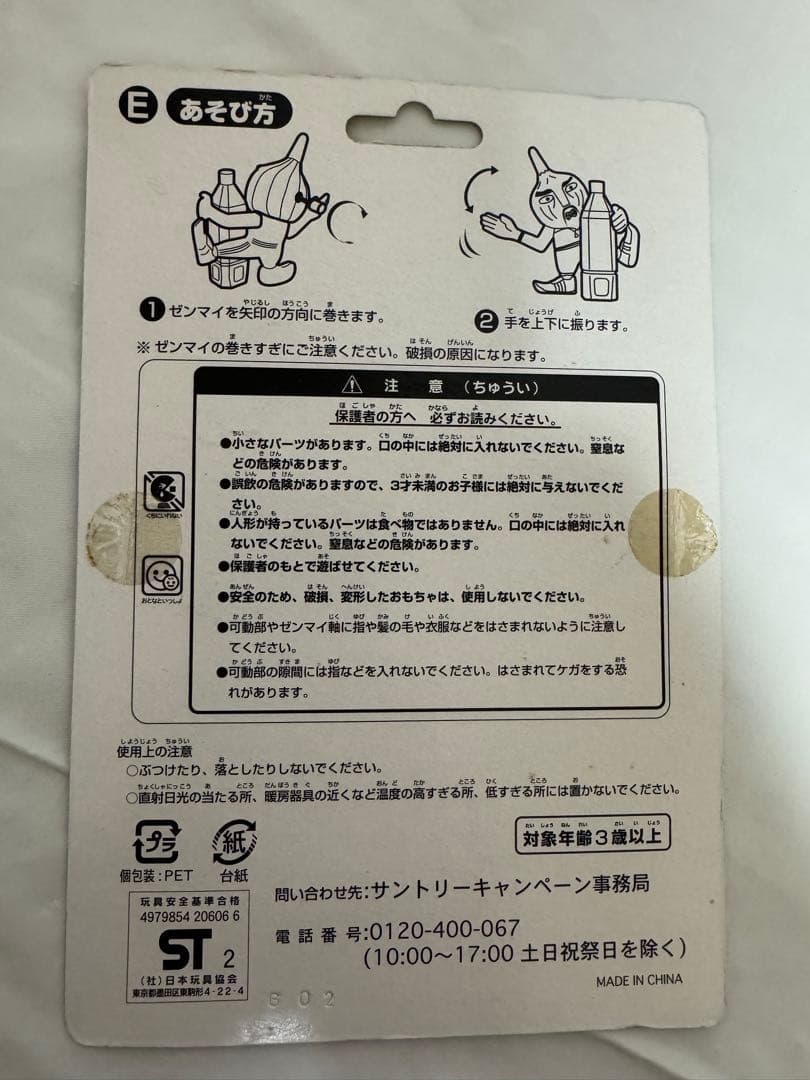 E あそび方
① ゼンマイを矢印の方向に巻きます。
② 手を上下に振ります。
※ ゼンマイの巻きすぎにご注意ください。破損の原因になります。
注 意 (ちゅうい)
保護者の方へ 必ずお読みください。
●小さなパーツがあります。口の中には絶対に入れないでください。窒息な
どの危険があります。
●誤飲の危険がありますので、3才未満のお子様には絶対に与えないでくだ
さい。
●人形が持っているパーツは食べ物ではありません。口の中には絶対に入れ
ないでください。窒息などの危険があります。
●保護者のもとで遊ばせてください。
●安全のため、破損、変形したおもちゃは、使用しないでください。
●可動部やゼンマイ軸に指や髪の毛や衣服などをはさまれないように注意し
てください。
●可動部の隙間には指などを入れないでください。はさまれてケガをする恐
れがあります。
くちにいれない
おとなといっしょ
使用上の注意
○ぶつけたり、落としたりしないでください。
○直射日光の当たる所、暖房器具の近くなど温度の高すぎる所、低すぎる所には置かないでください。
対象年齢3歳以上
プラ
紙
個包装:PET
台紙
玩具安全基準合格
4979854 20606 6
ST 2
(社)日本玩具協会
東京都墨田区東駒形4-22-4
問い合わせ先:サントリーキャンペーン事務局
電話番号:0120-400-067
(10:00〜17:00 土日祝祭日を除く)
MADE IN CHINA
602